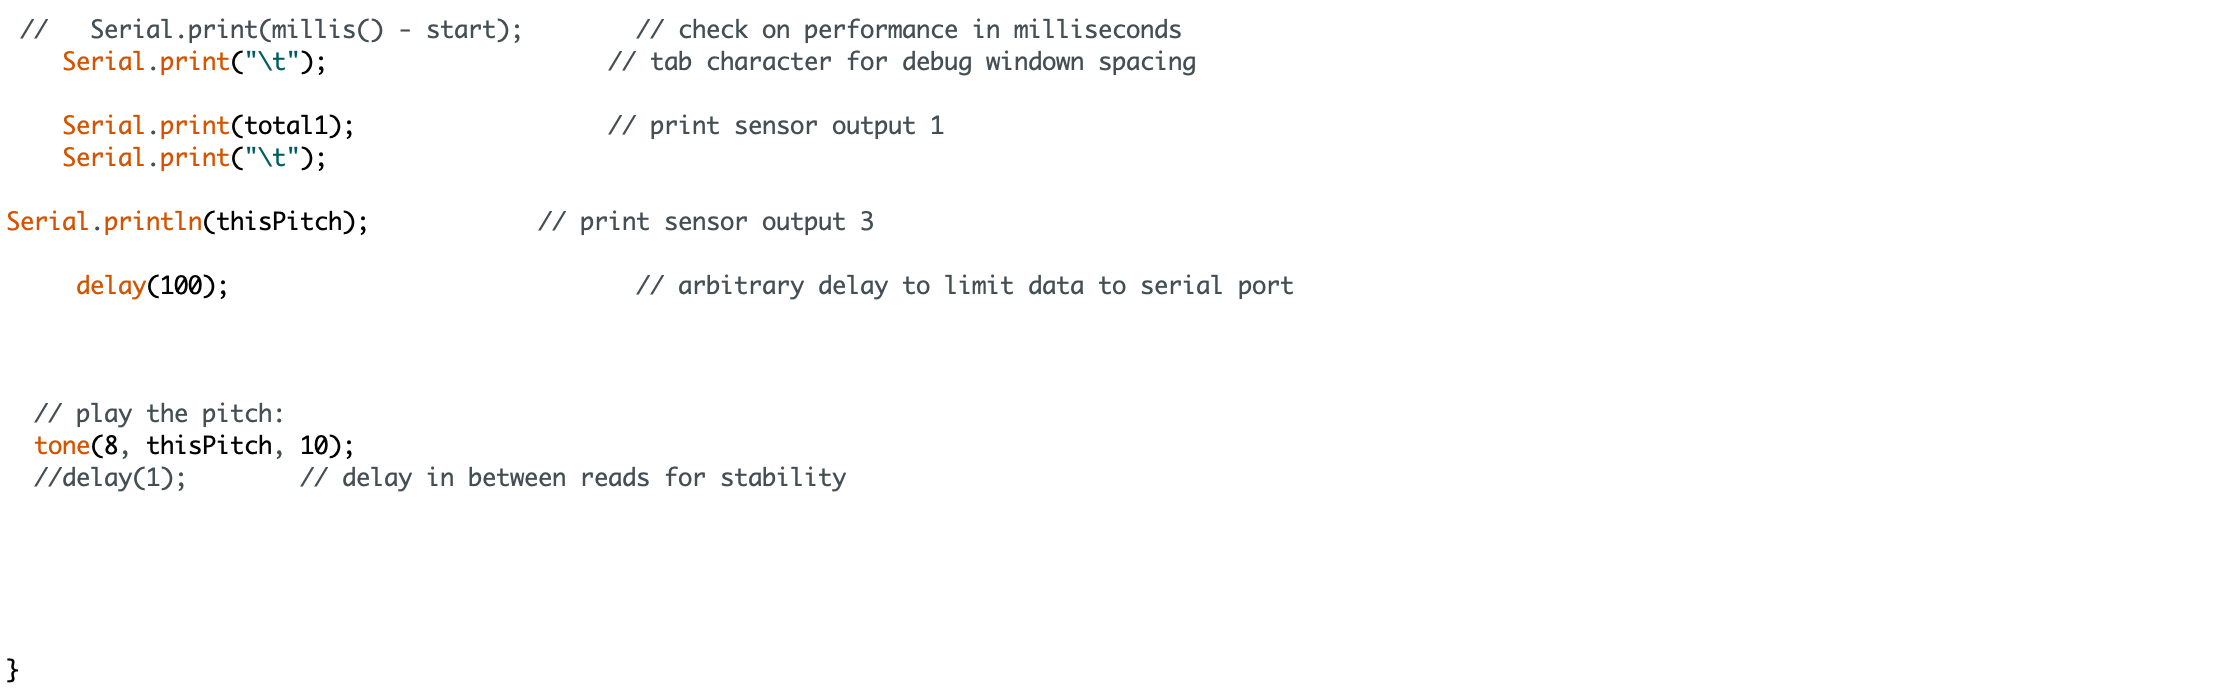 //   Serial.print(millis() - start);        // check on performance in milliseconds
    Serial.print("\t");                    // tab character for debug windown spacing
    Serial.print(total1);                  // print sensor output 1
    Serial.print("\t");
Serial.println(thisPitch);            // print sensor output 3
     delay(100);                             // arbitrary delay to limit data to serial port
  // play the pitch:
  tone(8, thisPitch, 10);
  //delay(1);        // delay in between reads for stability
}